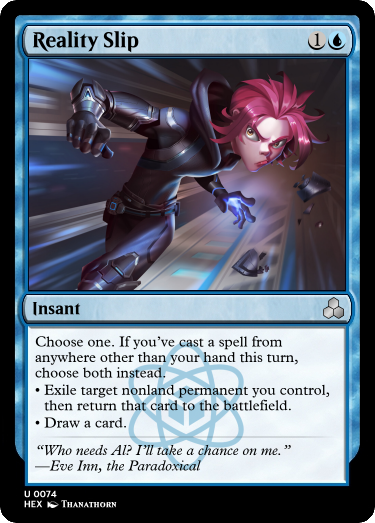 Reality Slip 1
Insant
Choose one. If you've cast a spell from
anywhere other than your hand this turn,
choose both instead.
• Exile target nonland permanent you control,
then return that card to the battlefield.
• Draw a card.
“Who needs Al? I'll take a chance on me.”
—Eve Inn, the Paradoxical
U 0074
HEX Thanathorn